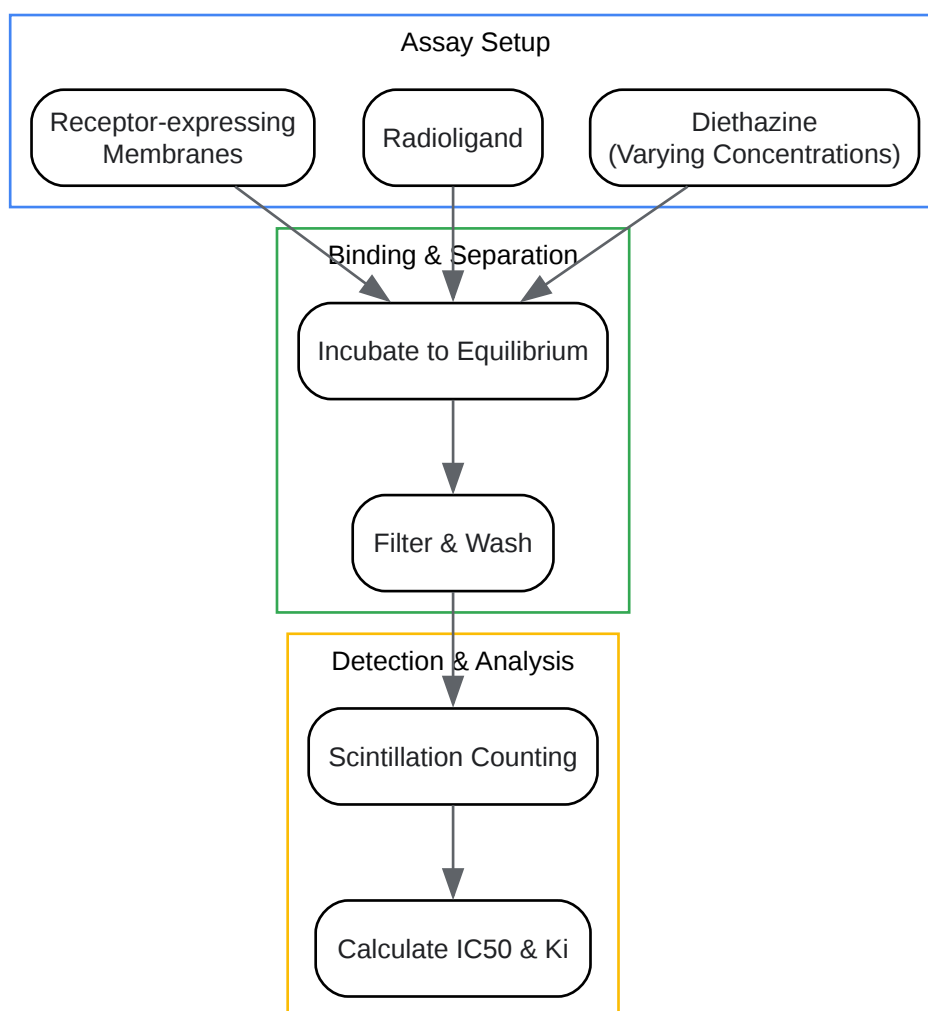 Assay Setup
Receptor-expressing
Membranes
Radioligand
Diethazine
(Varying Concentrations)
Binding & Separation
Incubate to Equilibrium
Filter & Wash
Detection & Analysis
Scintillation Counting
Calculate IC50 & Ki